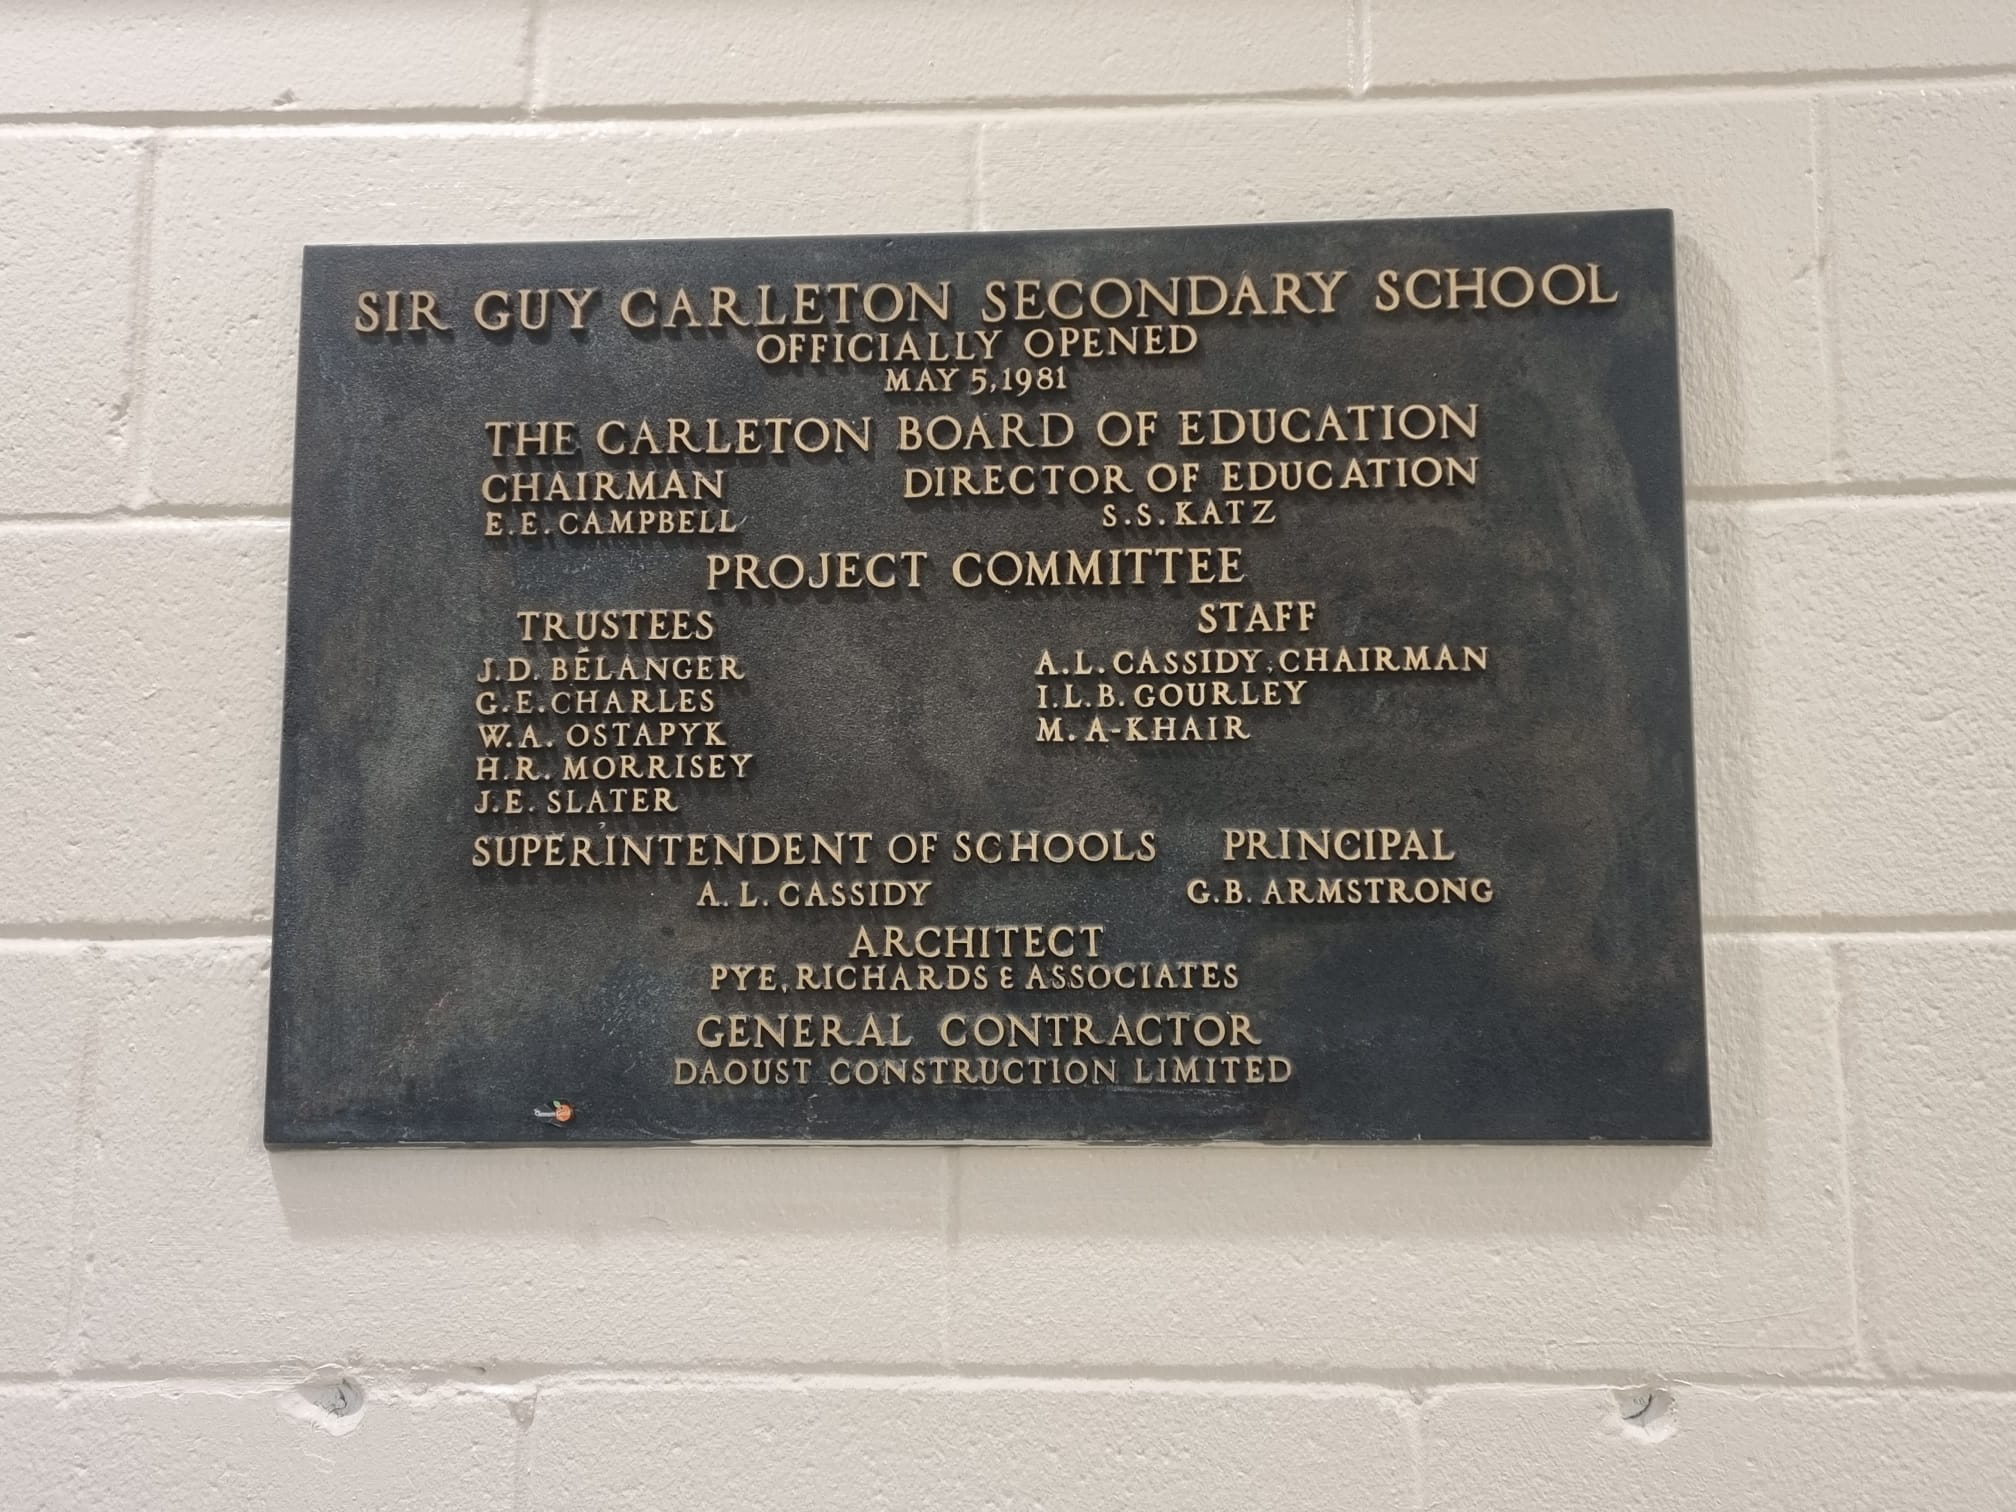 SIR GUY CARLETON SECONDARY SCHOOL
OFFICIALLY OPENED
MAY 5, 1981
THE CARLETON BOARD OF EDUCATION
CHAIRMAN DIRECTOR OF EDUCATION
E. E. CAMPBELL S. S. KATZ
PROJECT COMMITTEE
TRUSTEES STAFF
J. D. BÉLANGER A. L. CASSIDY, CHAIRMAN
G. E. CHARLES I. L. B. GOURLEY
W. A. OSTAPYK M. A-KHAIR
H. R. MORRISEY
J. E. SLATER
SUPERINTENDENT OF SCHOOLS PRINCIPAL
A. L. CASSIDY G. B. ARMSTRONG
ARCHITECT
PYE, RICHARDS & ASSOCIATES
GENERAL CONTRACTOR
DAOUST CONSTRUCTION LIMITED